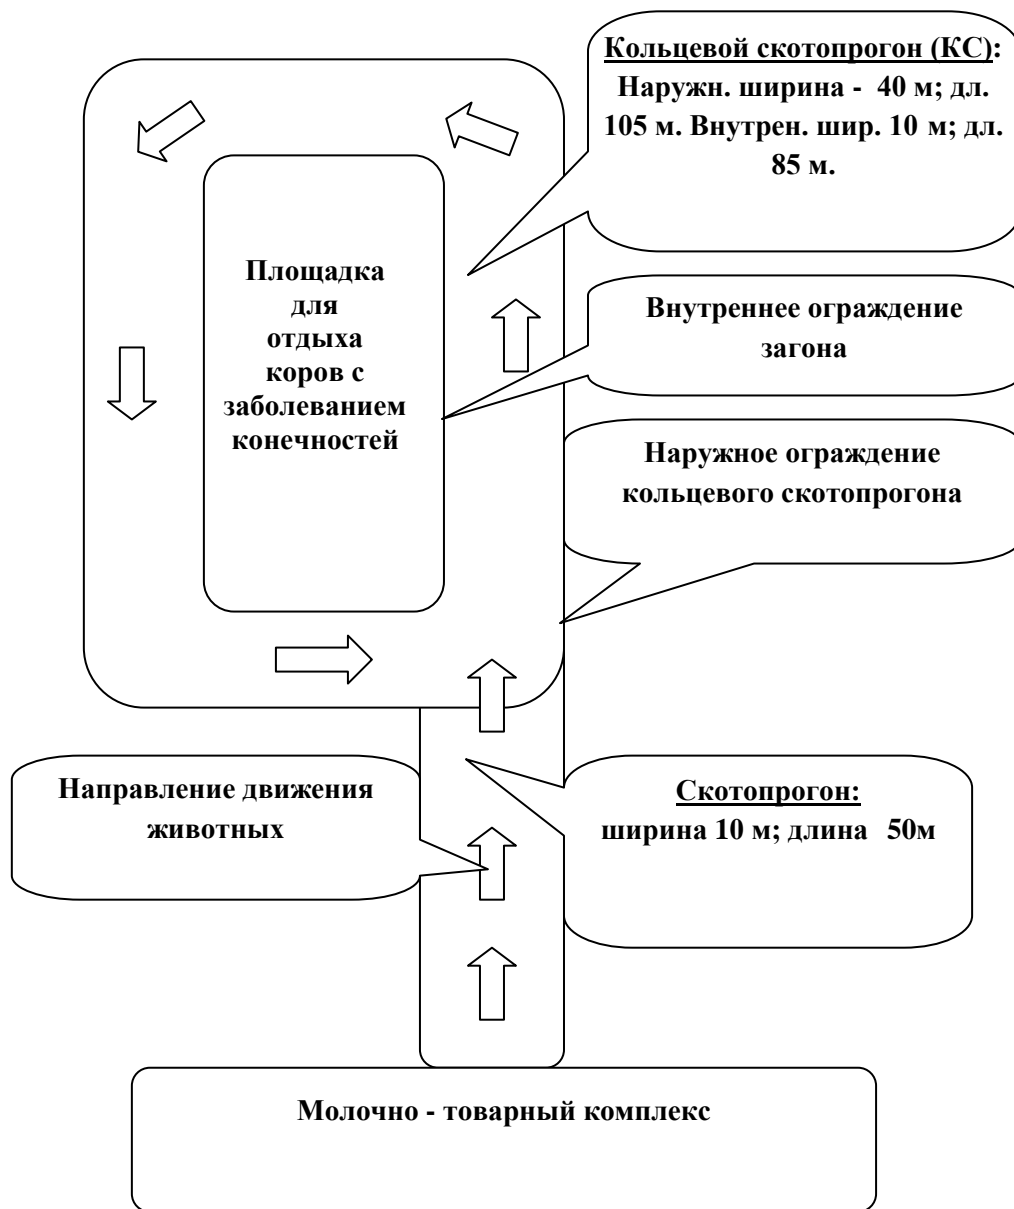 Кольцевой скотопрогон (КС):
Наружн. ширина - 40 м; дл.
105 м. Внутрен. шир. 10 м; дл.
85 м.
Площадка
для
отдыха
коров с
заболеванием
конечностей
Внутреннее ограждение
загона
Наружное ограждение
кольцевого скотопрогона
Направление движения
животных
Скотопрогон:
ширина 10 м; длина 50м
Молочно - товарный комплекс